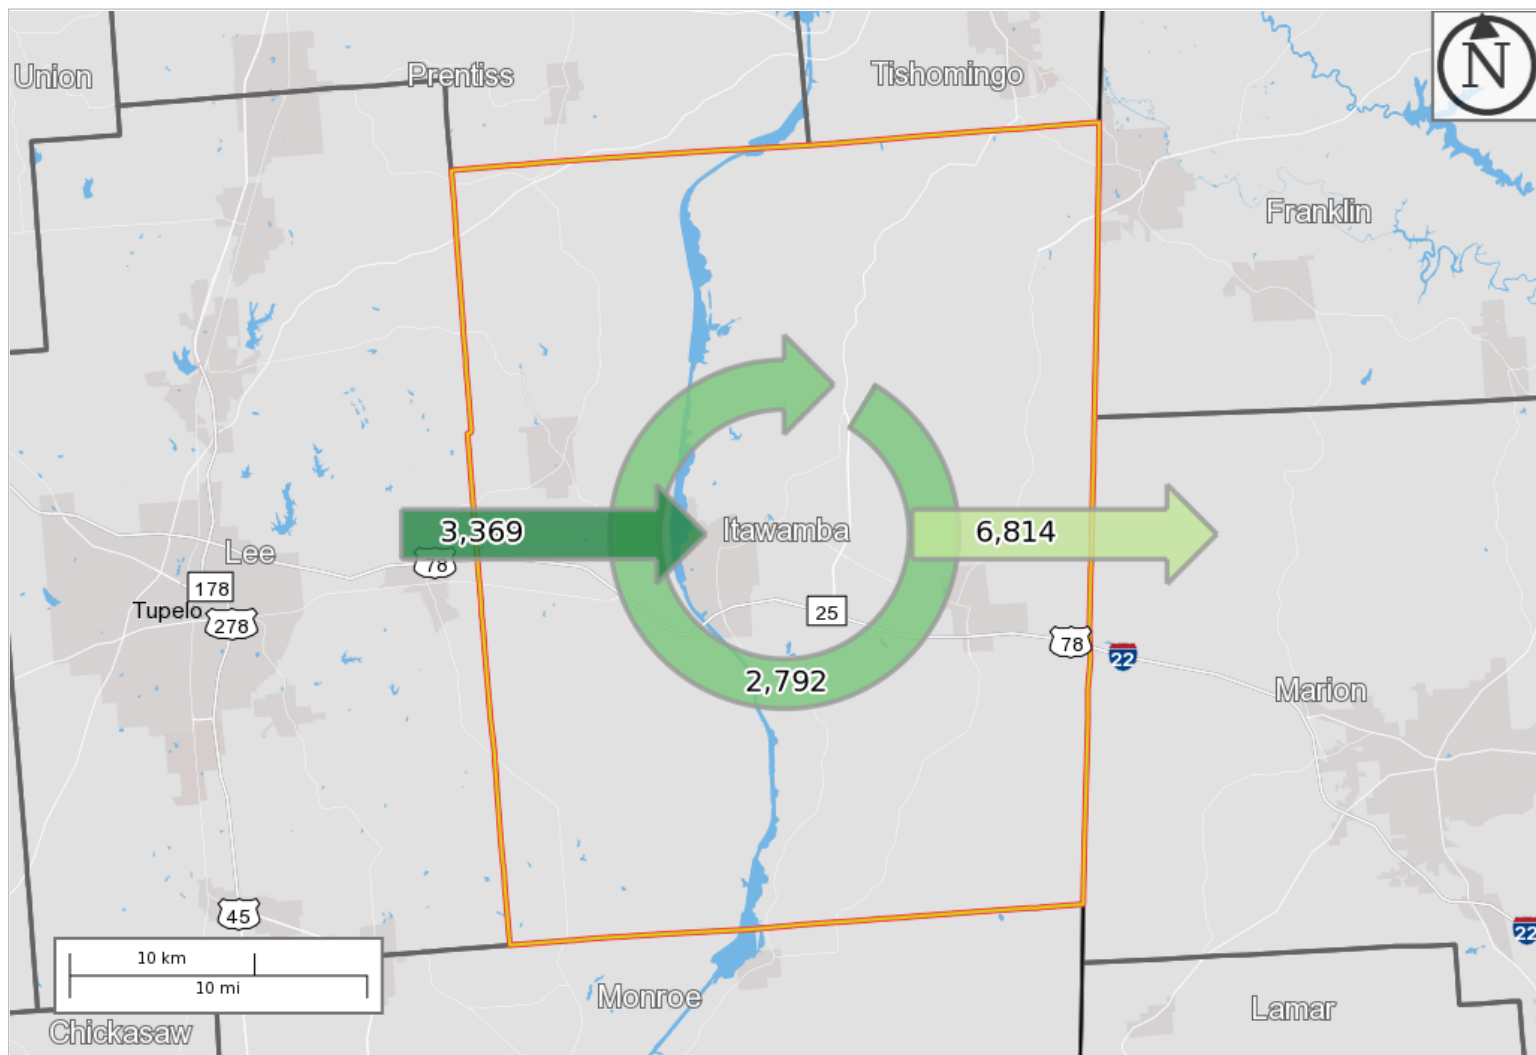 Union
Prentiss
Tishomingo
N
Franklin
3,369
Itawamba
6,814
Lee
78
178
Tupelo
278
25
78
22
2,792
Marion
45
22
10 km
10 mi
Monroe
Lamar
Chickasaw